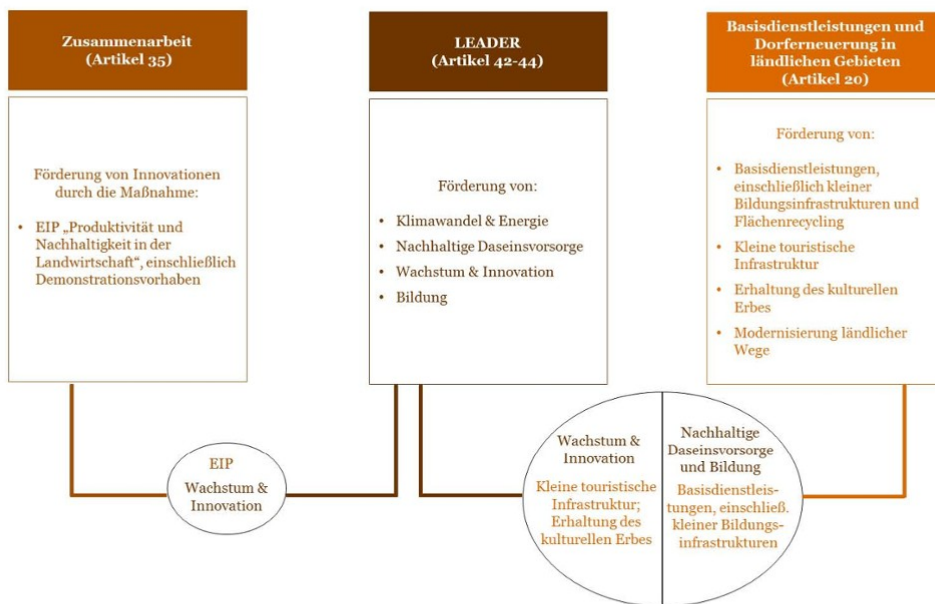 Zusammenarbeit
(Artikel 35)
Förderung von Innovationen
durch die Maßnahme:
• EIP „Produktivität und
Nachhaltigkeit in der
Landwirtschaft“, einschließlich
Demonstrationsvorhaben
LEADER
(Artikel 42-44)
Förderung von:
• Klimawandel & Energie
• Nachhaltige Daseinsvorsorge
• Wachstum & Innovation
• Bildung
Basisdienstleistungen und
Dorferneuerung in
ländlichen Gebieten
(Artikel 20)
Förderung von:
• Basisdienstleistungen,
einschließlich kleiner
Bildungsinfrastrukturen und
Flächenrecycling
• Kleine touristische
Infrastruktur
• Erhaltung des kulturellen
Erbes
• Modernisierung ländlicher
Wege
EIP
Wachstum &
Innovation
Wachstum &
Innovation
Kleine touristische
Infrastruktur;
Erhaltung des
kulturellen Erbes
Nachhaltige
Daseinsvorsorge
und Bildung
Basisdienstleis-
tungen, einschließ.
kleiner Bildungs-
infrastrukturen